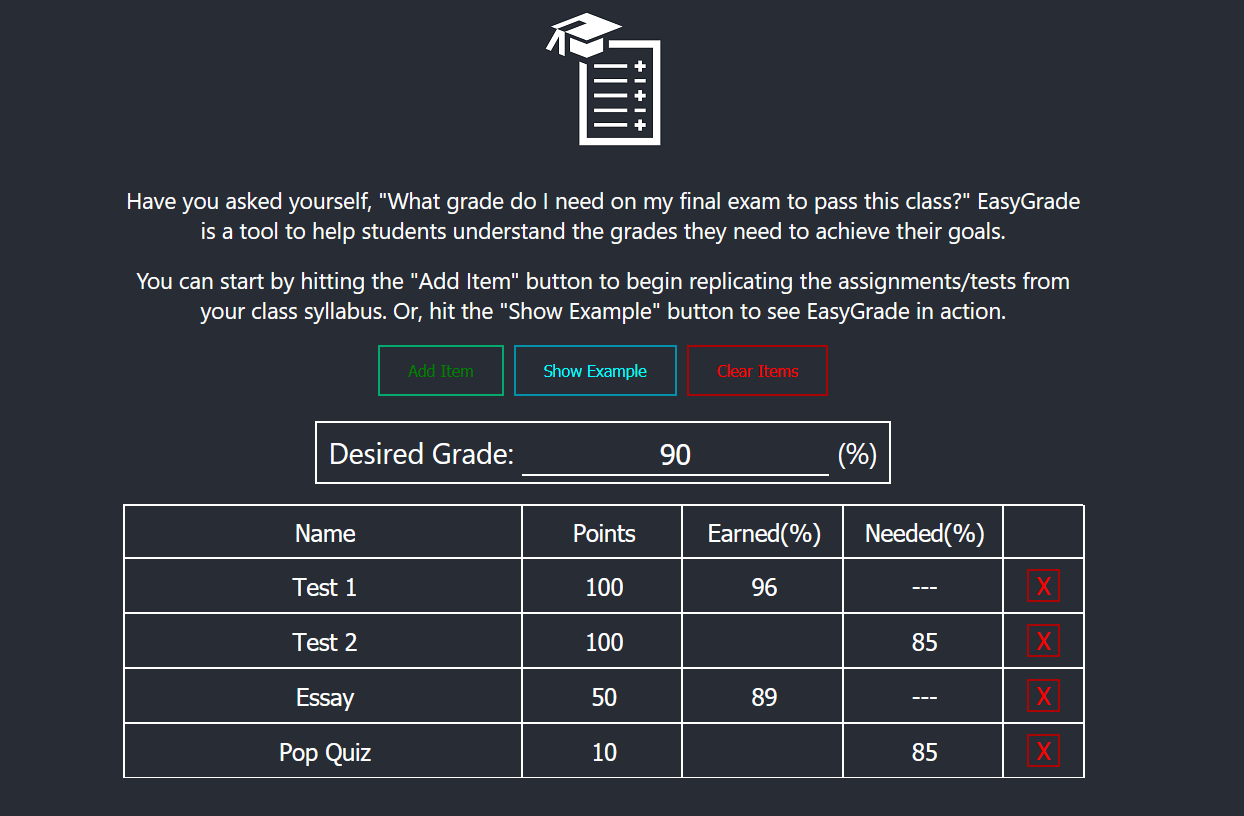 Have you asked yourself, "What grade do I need on my final exam to pass this class?" EasyGrade
is a tool to help students understand the grades they need to achieve their goals.
You can start by hitting the "Add Item" button to begin replicating the assignments/tests from
your class syllabus. Or, hit the "Show Example" button to see EasyGrade in action.
Add Item Show Example Clear Items
Desired Grade: 90 (%)
Name Points Earned(%) Needed(%)
Test 1 100 96 --- X
Test 2 100 85 X
Essay 50 89 --- X
Pop Quiz 10 85 X